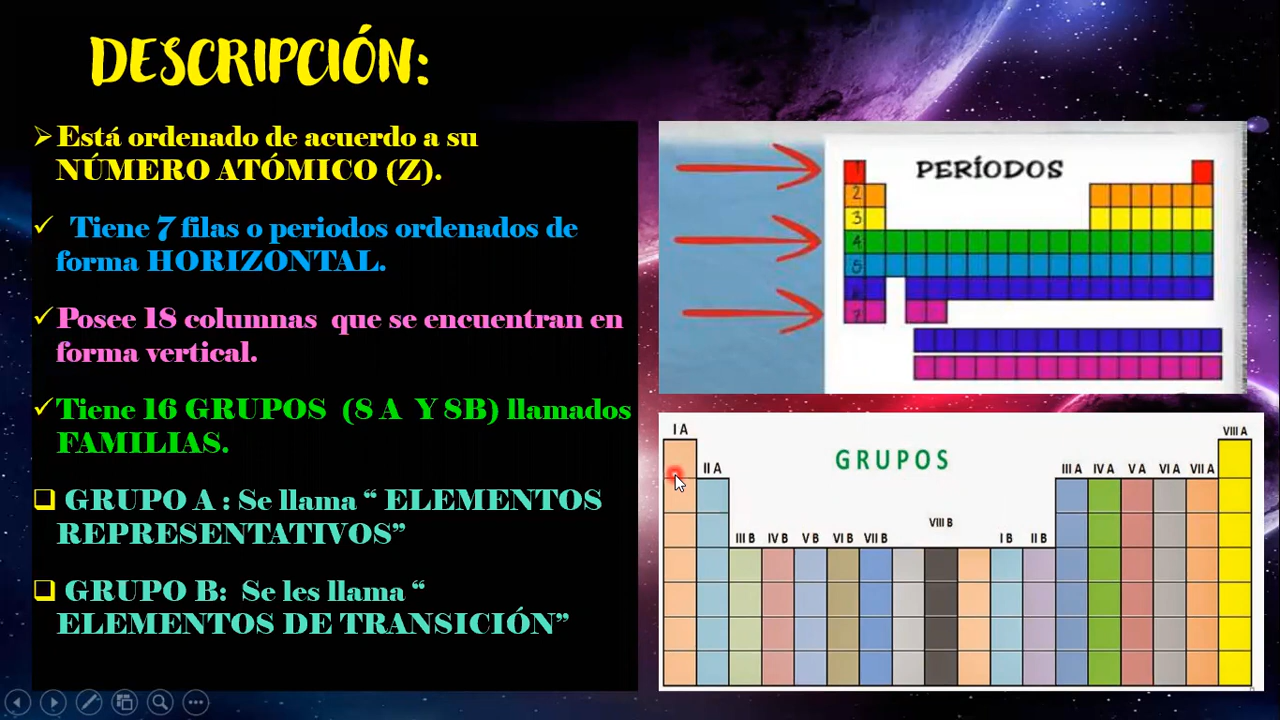 DESCRIPCIÓN:
Está ordenado de acuerdo a su
NÚMERO ATÓMICO (Z).
Tiene 7 filas o periodos ordenados de
forma HORIZONTAL.
Posee 18 columnas que se encuentran en
forma vertical.
Tiene 16 GRUPOS (8 A Y 8B) llamados
FAMILIAS.
GRUPO A : Se llama “ ELEMENTOS
REPRESENTATIVOS”
GRUPO B: Se les llama “
ELEMENTOS DE TRANSICIÓN”
PERÍODOS
1
2
3
4
5
6
7
GRUPOS
I A
VIII A
II A
III A IV A V A VI A VII A
VIII B
III B IV B V B VI B VII B
I B II B